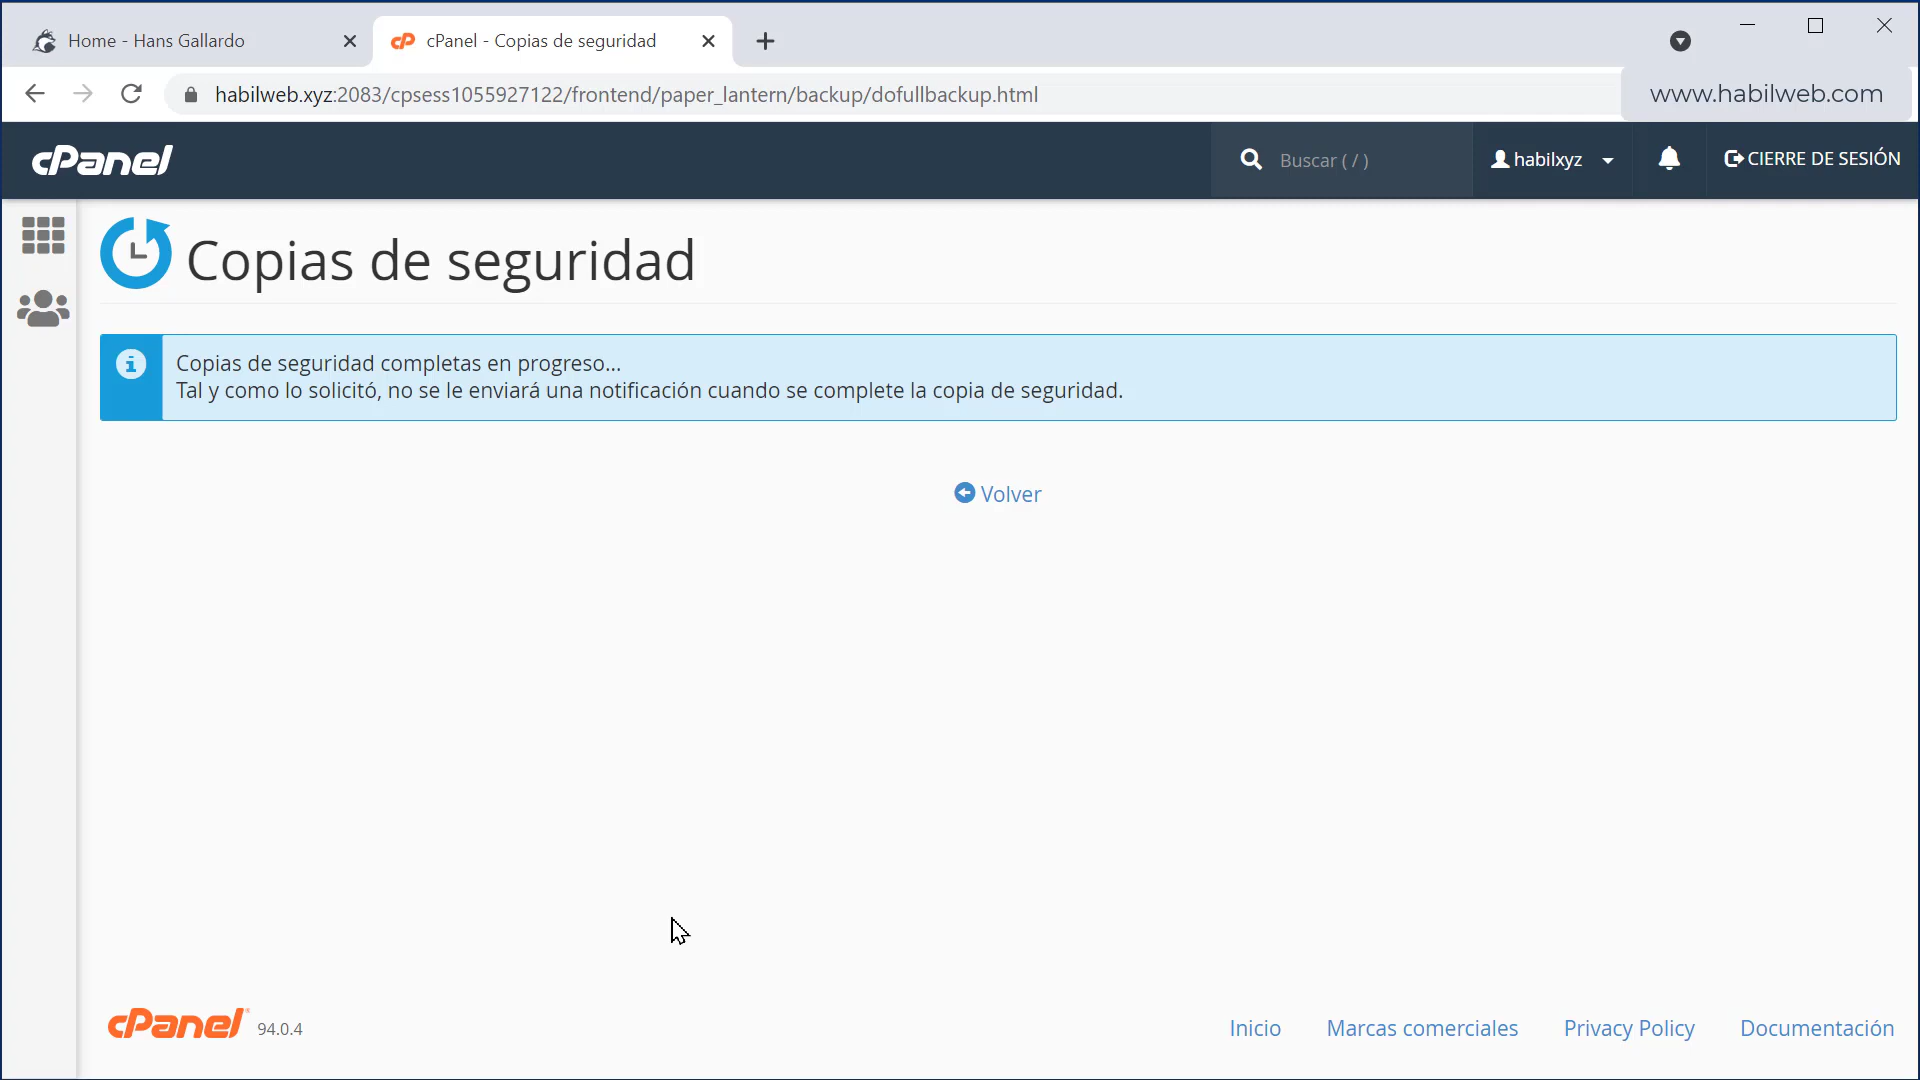 Home - Hans Gallardo
cPanel - Copias de seguridad
habilweb.xyz:2083/cpsess1055927122/frontend/paper_lantern/backup/dofullbackup.html
www.habilweb.com
cPanel
Buscar ( / )
habilxyz
CIERRE DE SESIÓN
Copias de seguridad
Copias de seguridad completas en progreso...
Tal y como lo solicitó, no se le enviará una notificación cuando se complete la copia de seguridad.
Volver
cPanel 94.0.4
Inicio
Marcas comerciales
Privacy Policy
Documentación